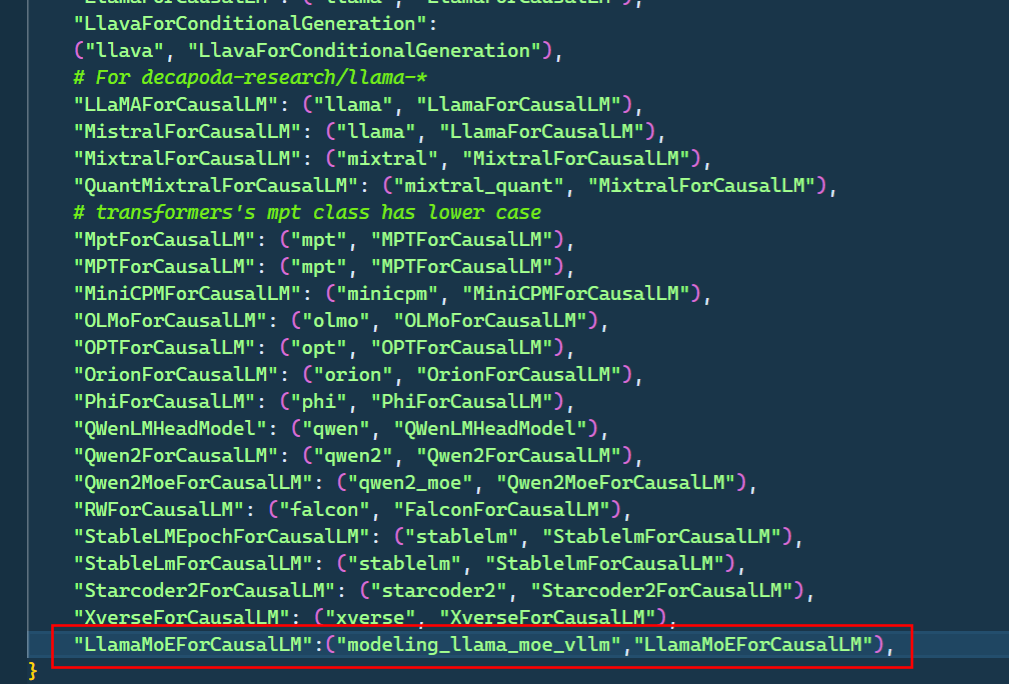 "LlamaForCausalLM": ("llama", "LlamaForCausalLM"),
"LlavaForConditionalGeneration":
("llava", "LlavaForConditionalGeneration"),
# For decapoda-research/llama-*
"LLaMAForCausalLM": ("llama", "LlamaForCausalLM"),
"MistralForCausalLM": ("llama", "LlamaForCausalLM"),
"MixtralForCausalLM": ("mixtral", "MixtralForCausalLM"),
"QuantMixtralForCausalLM": ("mixtral_quant", "MixtralForCausalLM"),
# transformers's mpt class has lower case
"MptForCausalLM": ("mpt", "MPTForCausalLM"),
"MPTForCausalLM": ("mpt", "MPTForCausalLM"),
"MiniCPMForCausalLM": ("minicpm", "MiniCPMForCausalLM"),
"OLMoForCausalLM": ("olmo", "OLMoForCausalLM"),
"OPTForCausalLM": ("opt", "OPTForCausalLM"),
"OrionForCausalLM": ("orion", "OrionForCausalLM"),
"PhiForCausalLM": ("phi", "PhiForCausalLM"),
"QWenLMHeadModel": ("qwen", "QWenLMHeadModel"),
"Qwen2ForCausalLM": ("qwen2", "Qwen2ForCausalLM"),
"Qwen2MoeForCausalLM": ("qwen2_moe", "Qwen2MoeForCausalLM"),
"RWForCausalLM": ("falcon", "FalconForCausalLM"),
"StableLMEpochForCausalLM": ("stablelm", "StablelmForCausalLM"),
"StableLmForCausalLM": ("stablelm", "StablelmForCausalLM"),
"Starcoder2ForCausalLM": ("starcoder2", "Starcoder2ForCausalLM"),
"XverseForCausalLM": ("xverse", "XverseForCausalLM"),
"LlamaMoEForCausalLM":("modeling_llama_moe_vllm","LlamaMoEForCausalLM"),
}